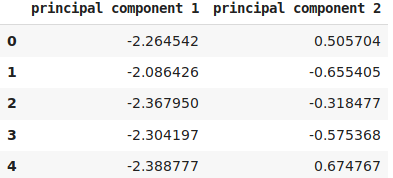 principal component 1 principal component 2
0 -2.264542 0.505704
1 -2.086426 -0.655405
2 -2.367950 -0.318477
3 -2.304197 -0.575368
4 -2.388777 0.674767